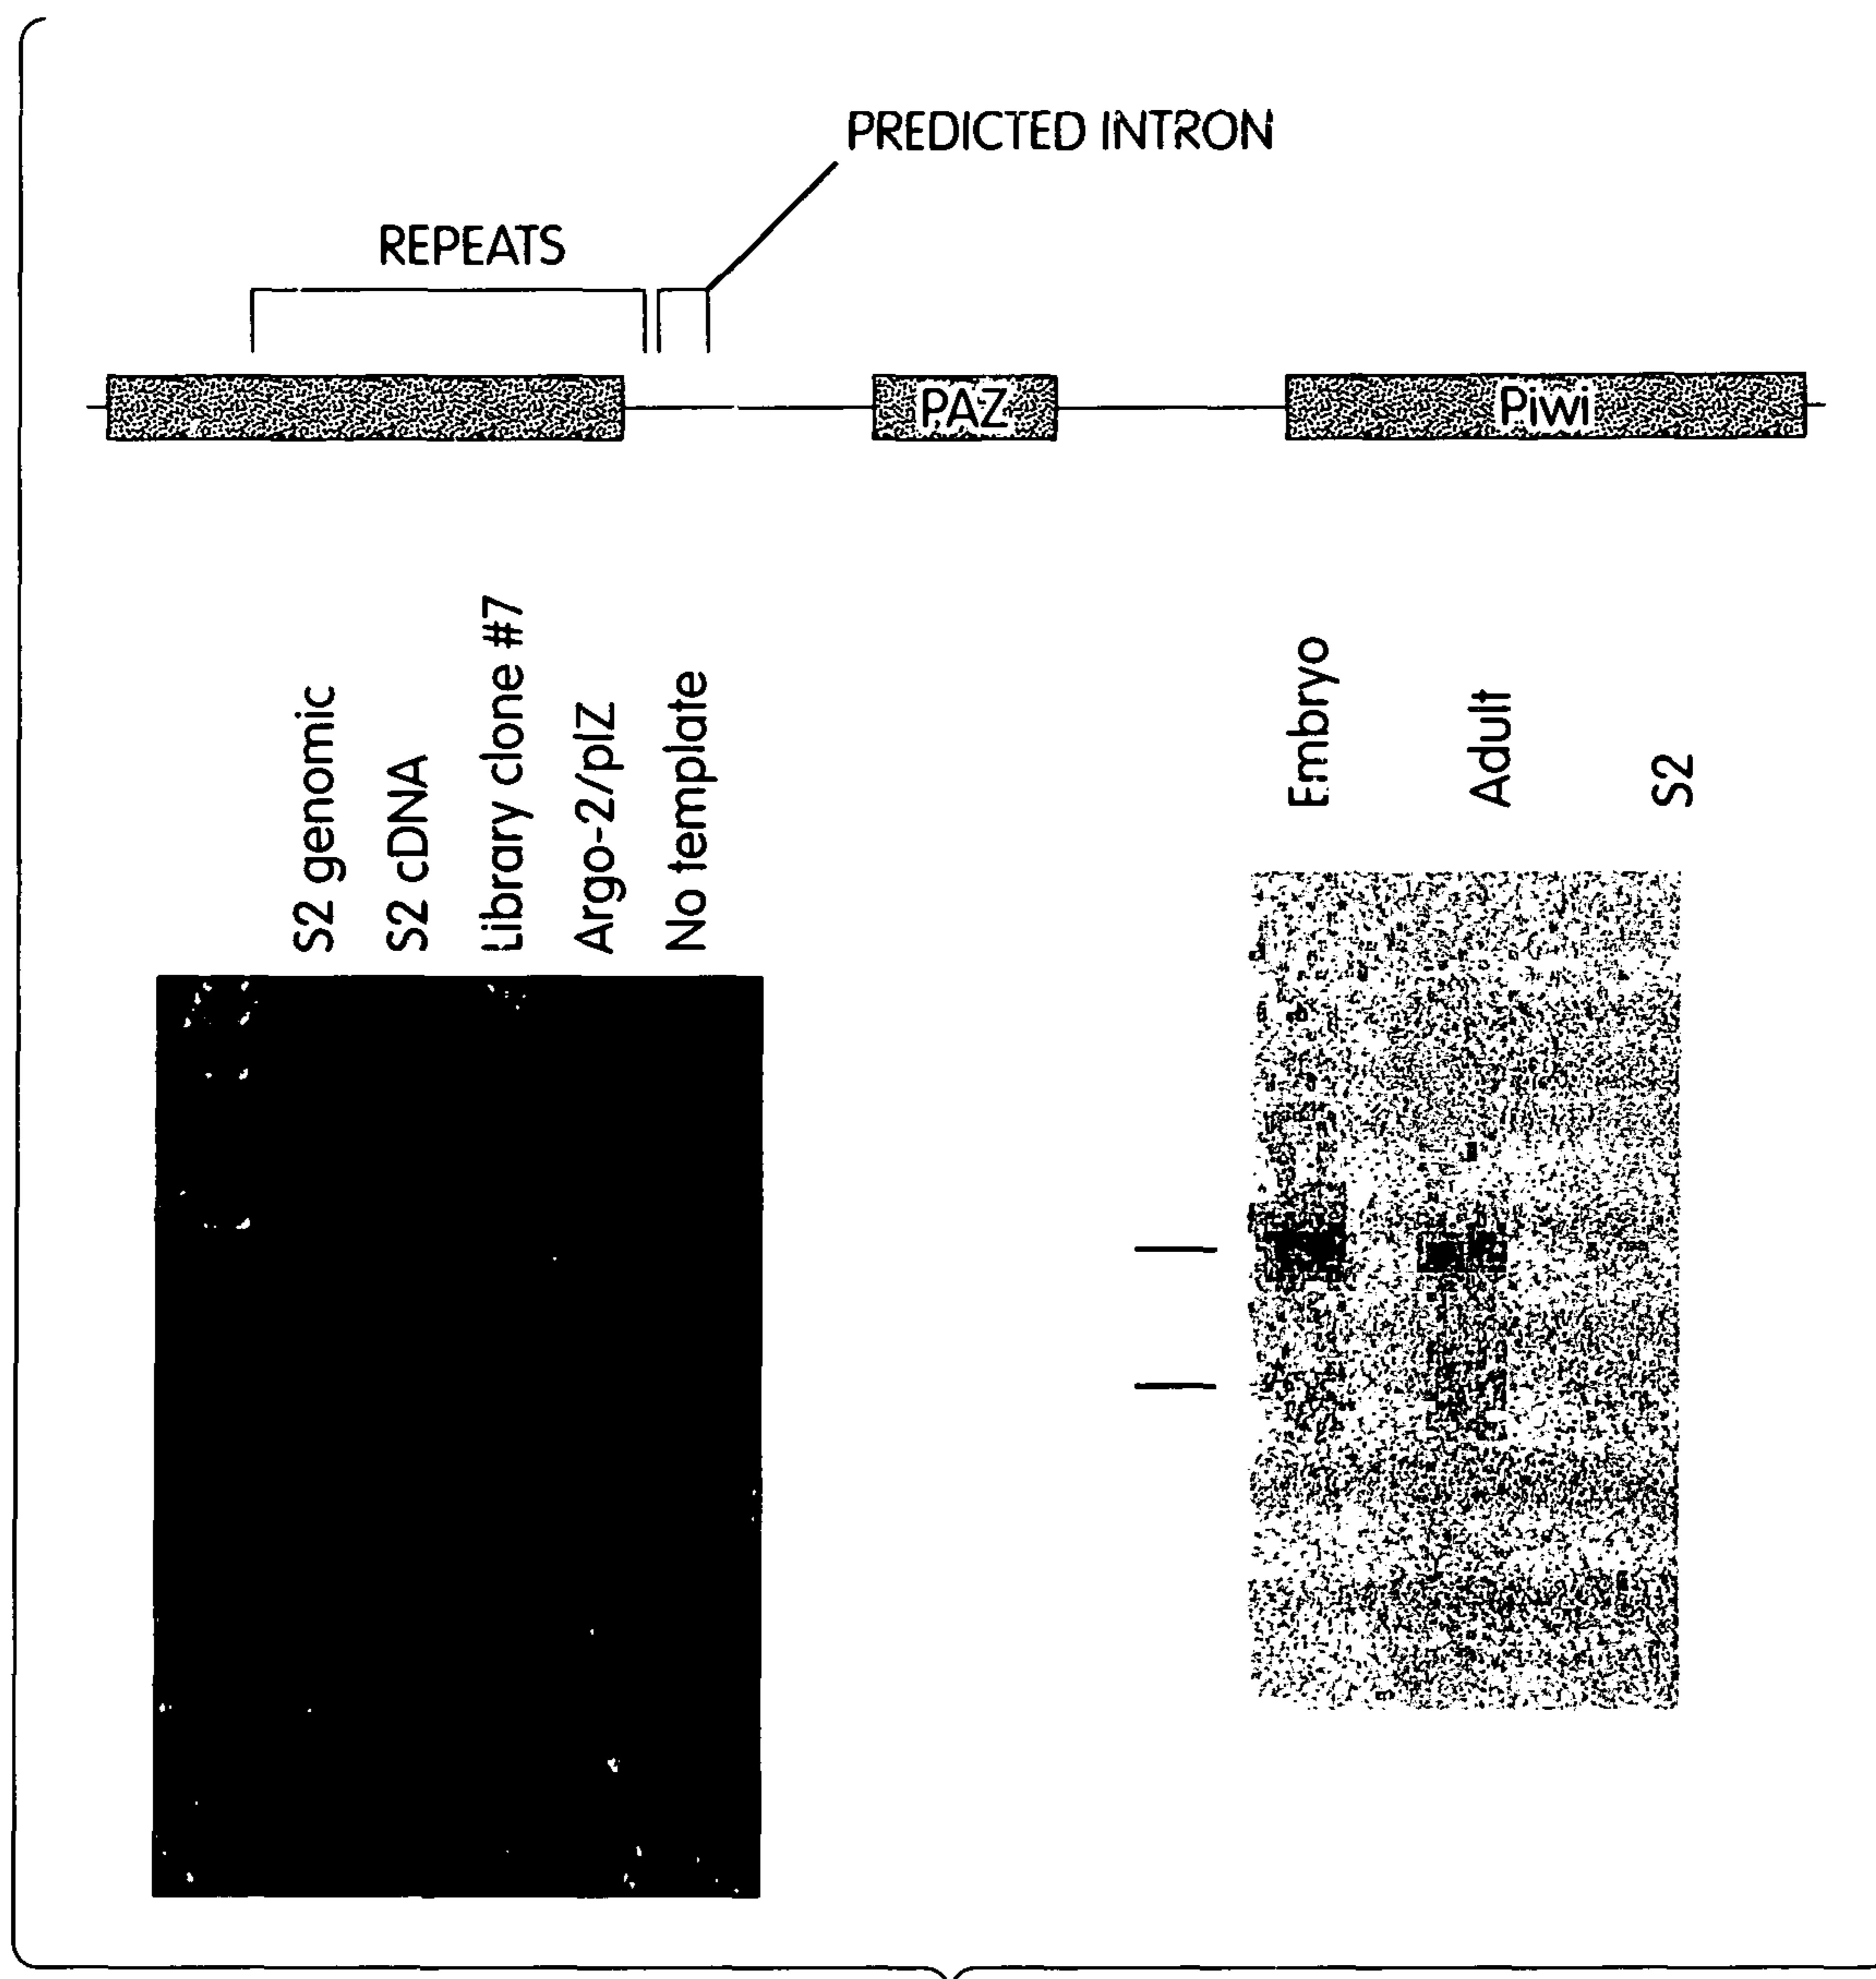 PREDICTED INTRON
REPEATS
PAZ
Piwi
S2 genomic
S2 cDNA
Library clone #7
Argo-2/pIZ
No template
Embryo
Adult
S2